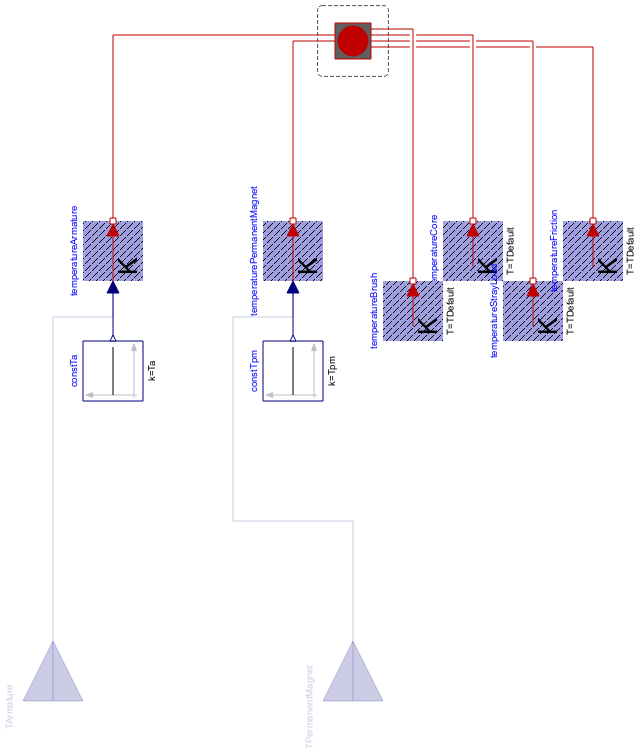 temperatureArmature
K
temperaturePermanentMagnet
K
temperatureCore
K
T=TDefault
temperatureFriction
K
T=TDefault
temperatureBrush
K
T=TDefault
temperatureStrayLoad
K
T=TDefault
constTa
k=Ta
constTpm
k=Tpm
TArmature
TPermanentMagnet